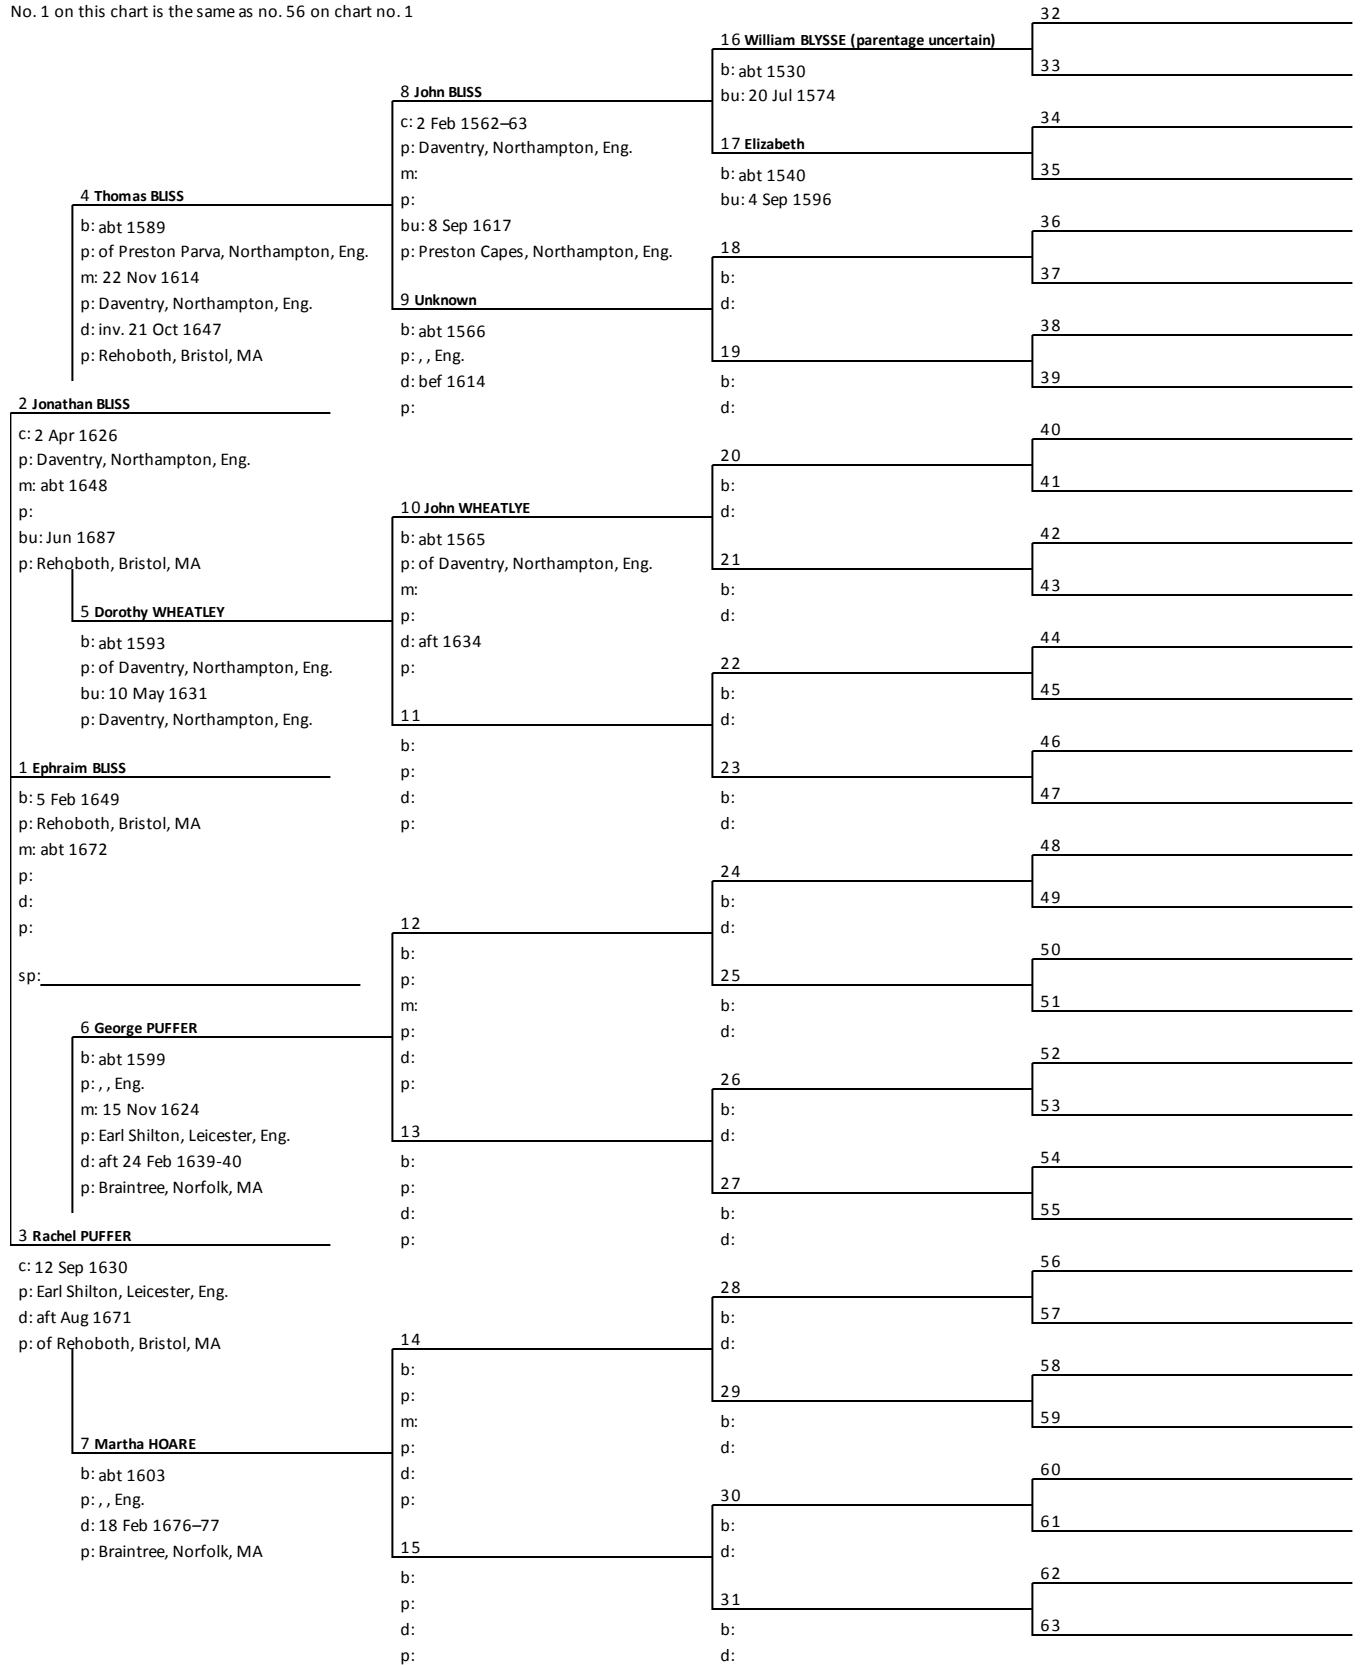 No. 1 on this chart is the same as no. 56 on chart no. 1
2 Jonathan BLISS
c: 2 Apr 1626
p: Daventry, Northampton, Eng.
m: abt 1648
p:
bu: Jun 1687
p: Rehoboth, Bristol, MA
1 Ephraim BLISS
b: 5 Feb 1649
p: Rehoboth, Bristol, MA
m: abt 1672
p:
d:
p:
sp:
3 Rachel PUFFER
c: 12 Sep 1630
p: Earl Shilton, Leicester, Eng.
d: aft Aug 1671
p: of Rehoboth, Bristol, MA
4 Thomas BLISS
b: abt 1589
p: of Preston Parva, Northampton, Eng.
m: 22 Nov 1614
p: Daventry, Northampton, Eng.
d: inv. 21 Oct 1647
p: Rehoboth, Bristol, MA
5 Dorothy WHEATLEY
b: abt 1593
p: of Daventry, Northampton, Eng.
bu: 10 May 1631
p: Daventry, Northampton, Eng.
6 George PUFFER
b: abt 1599
p: , , Eng.
m: 15 Nov 1624
p: Earl Shilton, Leicester, Eng.
d: aft 24 Feb 1639-40
p: Braintree, Norfolk, MA
7 Martha HOARE
b: abt 1603
p: , , Eng.
d: 18 Feb 1676–77
p: Braintree, Norfolk, MA
8 John BLISS
c: 2 Feb 1562–63
p: Daventry, Northampton, Eng.
m:
p:
bu: 8 Sep 1617
p: Preston Capes, Northampton, Eng.
9 Unknown
b: abt 1566
p: , , Eng.
d: bef 1614
p:
10 John WHEATLYE
b: abt 1565
p: of Daventry, Northampton, Eng.
m:
p:
d: aft 1634
p:
11
b:
p:
d:
p:
12
b:
p:
m:
p:
d:
p:
13
b:
p:
d:
p:
14
b:
p:
m:
p:
d:
p:
15
b:
p:
d:
p:
16 William BLYSSE (parentage uncertain)
b: abt 1530
bu: 20 Jul 1574
17 Elizabeth
b: abt 1540
bu: 4 Sep 1596
18
b:
d:
19
b:
d:
20
b:
d:
21
b:
d:
22
b:
d:
23
b:
d:
24
b:
d:
25
b:
d:
26
b:
d:
27
b:
d:
28
b:
d:
29
b:
d:
30
b:
d:
31
b:
d:
32
33
34
35
36
37
38
39
40
41
42
43
44
45
46
47
48
49
50
51
52
53
54
55
56
57
58
59
60
61
62
63